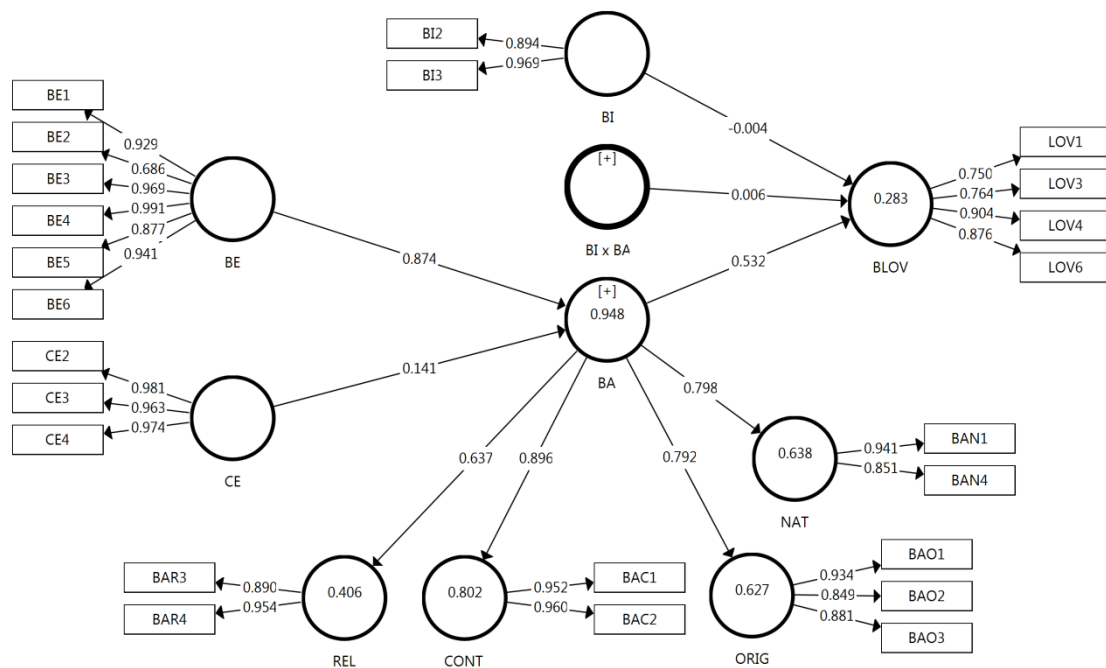 BI2
0.894
BI3
0.969
BI
-0.004
BE1
BE2
BE3
BE4
BE5
BE6
0.929
0.686
0.969
0.991
0.877
0.941
BE
[+]
BI x BA
0.006
0.283
BLOV
0.750
0.764
0.904
0.876
LOV1
LOV3
LOV4
LOV6
0.874
0.532
[+]
0.948
BA
CE2
CE3
CE4
0.981
0.963
0.974
CE
0.141
0.637
0.896
0.792
0.798
0.638
NAT
0.941
0.851
BAN1
BAN4
BAR3
BAR4
0.890
0.954
0.406
REL
0.802
CONT
0.952
0.960
BAC1
BAC2
0.627
ORIG
0.934
0.849
0.881
BAO1
BAO2
BAO3